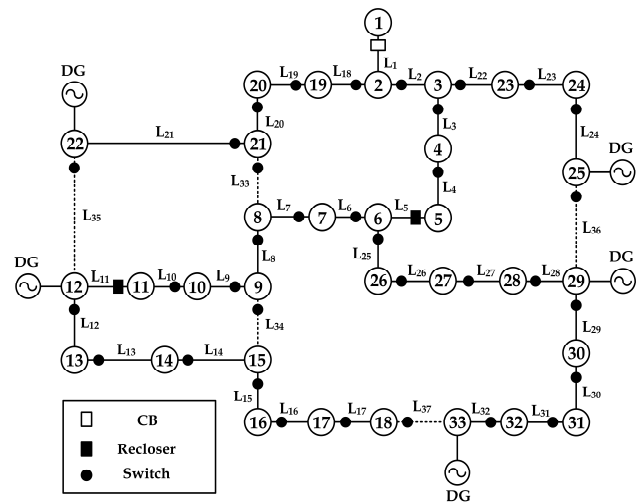 1
L1
20 L19 19 L18 2 L2 3 L22 23 L23 24
DG
L20 L3 L24
22 L21 21 4
25 DG
L33 L4
L35 8 L7 7 L6 6 L5 5 L36
DG L8 L25
12 L11 11 L10 10 L9 9 26 L26 27 L27 28 L28 29 DG
L12 L34 L29
13 L13 14 L14 15 30
L15 L30
16 L16 17 L17 18 L37 33 L32 32 L31 31
CB
Recloser
Switch
DG